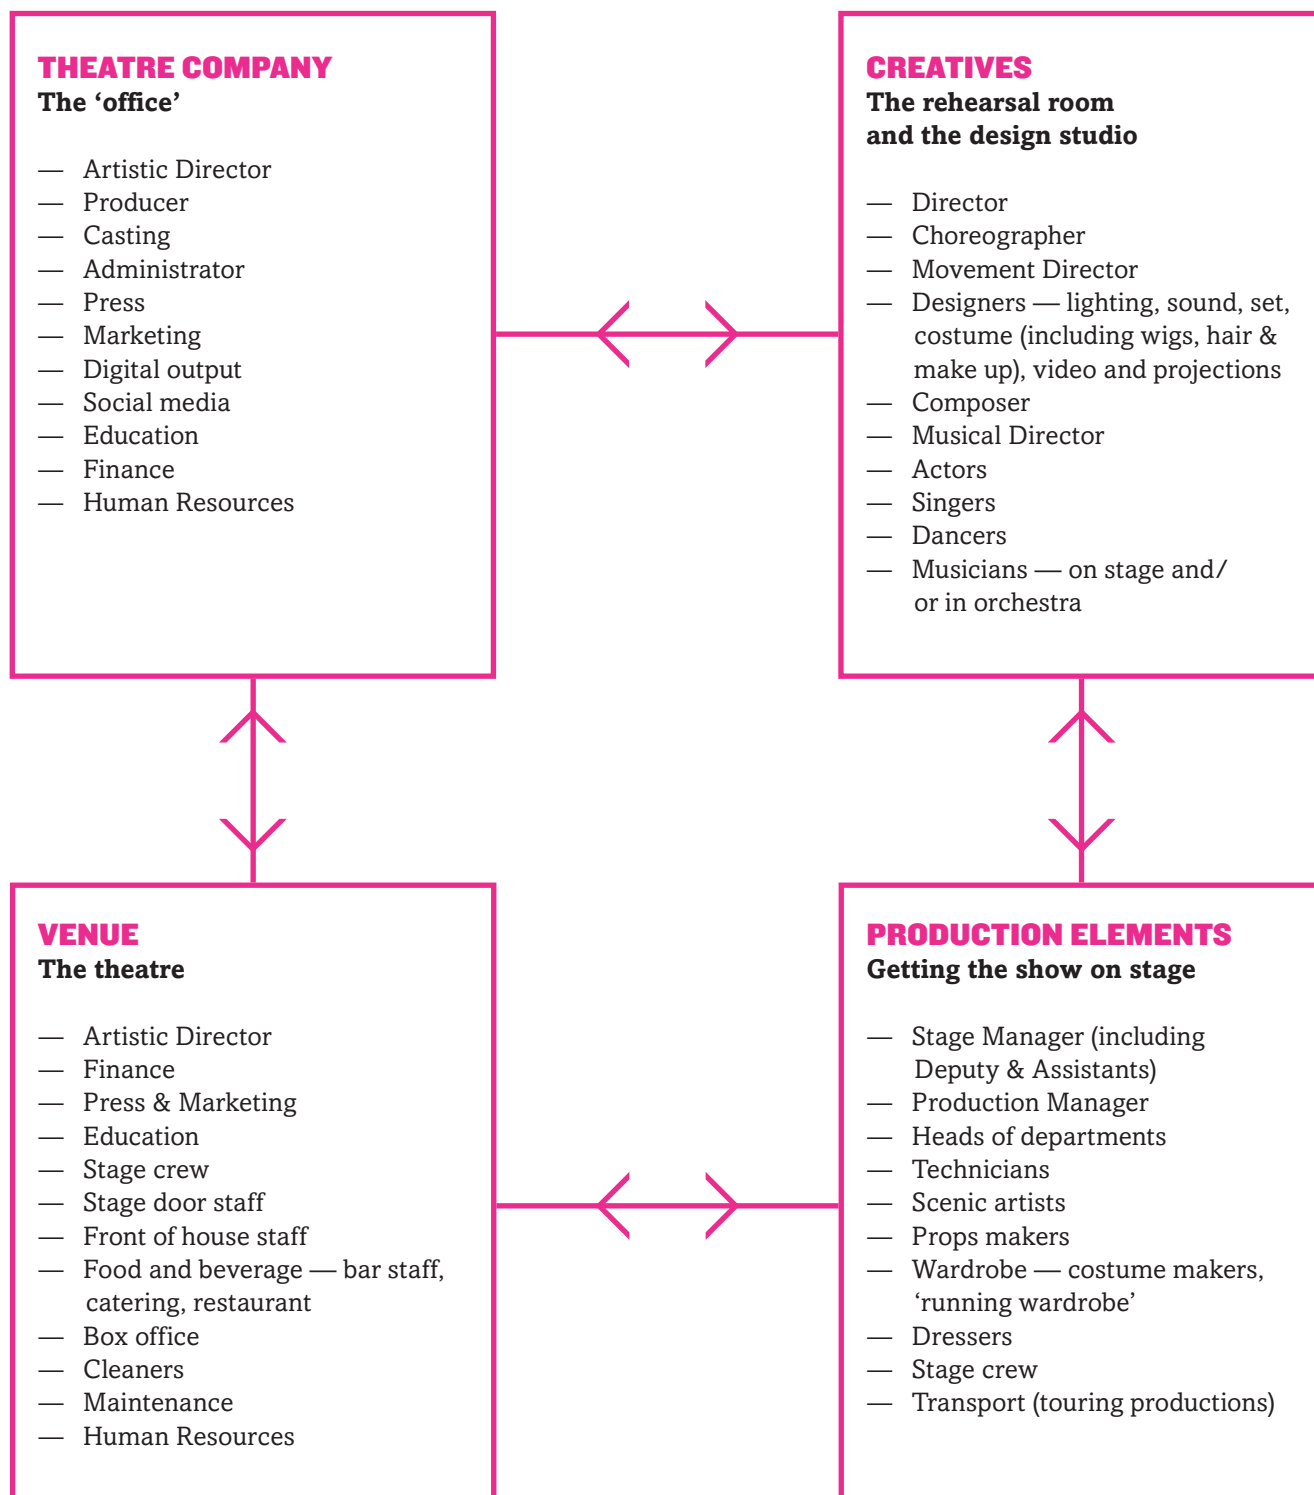 THEATRE COMPANY
The ‘office’
— Artistic Director
— Producer
— Casting
— Administrator
— Press
— Marketing
— Digital output
— Social media
— Education
— Finance
— Human Resources
CREATIVES
The rehearsal room
and the design studio
— Director
— Choreographer
— Movement Director
— Designers — lighting, sound, set,
costume (including wigs, hair &
make up), video and projections
— Composer
— Musical Director
— Actors
— Singers
— Dancers
— Musicians — on stage and/
or in orchestra
VENUE
The theatre
— Artistic Director
— Finance
— Press & Marketing
— Education
— Stage crew
— Stage door staff
— Front of house staff
— Food and beverage — bar staff,
catering, restaurant
— Box office
— Cleaners
— Maintenance
— Human Resources
PRODUCTION ELEMENTS
Getting the show on stage
— Stage Manager (including
Deputy & Assistants)
— Production Manager
— Heads of departments
— Technicians
— Scenic artists
— Props makers
— Wardrobe — costume makers,
‘running wardrobe’
— Dressers
— Stage crew
— Transport (touring productions)